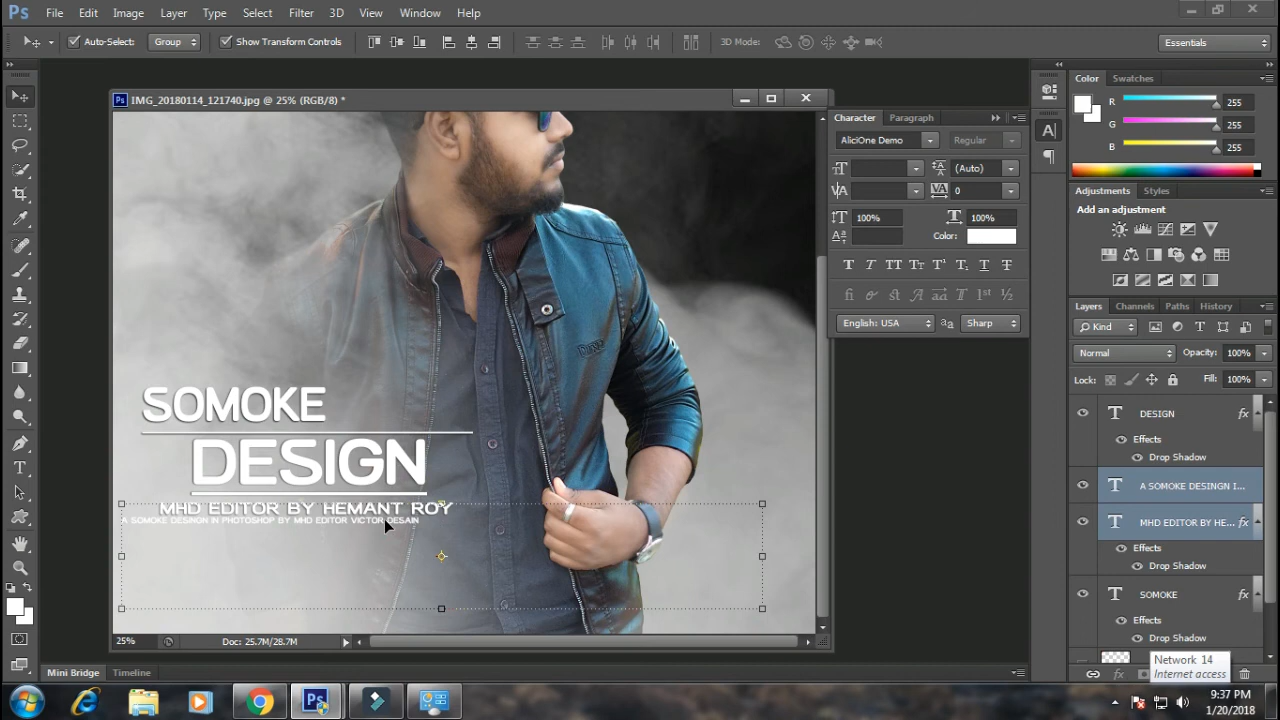 Ps File Edit Image Layer Type Select Filter 3D View Window Help
Auto-Select: Group Show Transform Controls 3D Mode: Essentials
IMG_20180114_121740.jpg @ 25% (RGB/8) *
SOMOKE
DESIGN
MHD EDITOR BY HEMANT ROY
A SOMOKE DESINGN IN PHOTOSHOP BY MHD EDITOR VICTOR DESAIN
25% Doc: 25.7M/28.7M
Mini Bridge Timeline
Character Paragraph
AliciOne Demo Regular
(Auto)
0
100% 100%
Color:
English: USA Sharp
Color Swatches
R 255
G 255
B 255
Adjustments Styles
Add an adjustment
Layers Channels Paths History
Kind
Normal Opacity: 100%
Lock: Fill: 100%
DESIGN fx
Effects
Drop Shadow
A SOMOKE DESINGN I...
MHD EDITOR BY HE... fx
Effects
Drop Shadow
SOMOKE fx
Effects
Drop Shadow
Network 14
Internet access
9:37 PM
1/20/2018